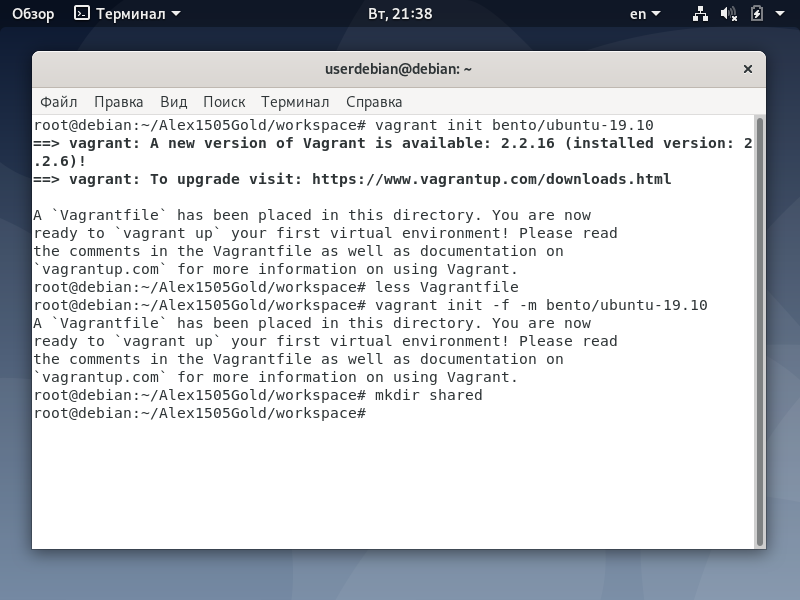 Обзор Терминал Вт, 21:38 en
userdebian@debian: ~ ×
Файл Правка Вид Поиск Терминал Справка
root@debian:~/Alex1505Gold/workspace# vagrant init bento/ubuntu-19.10
==> vagrant: A new version of Vagrant is available: 2.2.16 (installed version: 2
.2.6)!
==> vagrant: To upgrade visit: https://www.vagrantup.com/downloads.html
A `Vagrantfile` has been placed in this directory. You are now
ready to `vagrant up` your first virtual environment! Please read
the comments in the Vagrantfile as well as documentation on
`vagrantup.com` for more information on using Vagrant.
root@debian:~/Alex1505Gold/workspace# less Vagrantfile
root@debian:~/Alex1505Gold/workspace# vagrant init -f -m bento/ubuntu-19.10
A `Vagrantfile` has been placed in this directory. You are now
ready to `vagrant up` your first virtual environment! Please read
the comments in the Vagrantfile as well as documentation on
`vagrantup.com` for more information on using Vagrant.
root@debian:~/Alex1505Gold/workspace# mkdir shared
root@debian:~/Alex1505Gold/workspace#